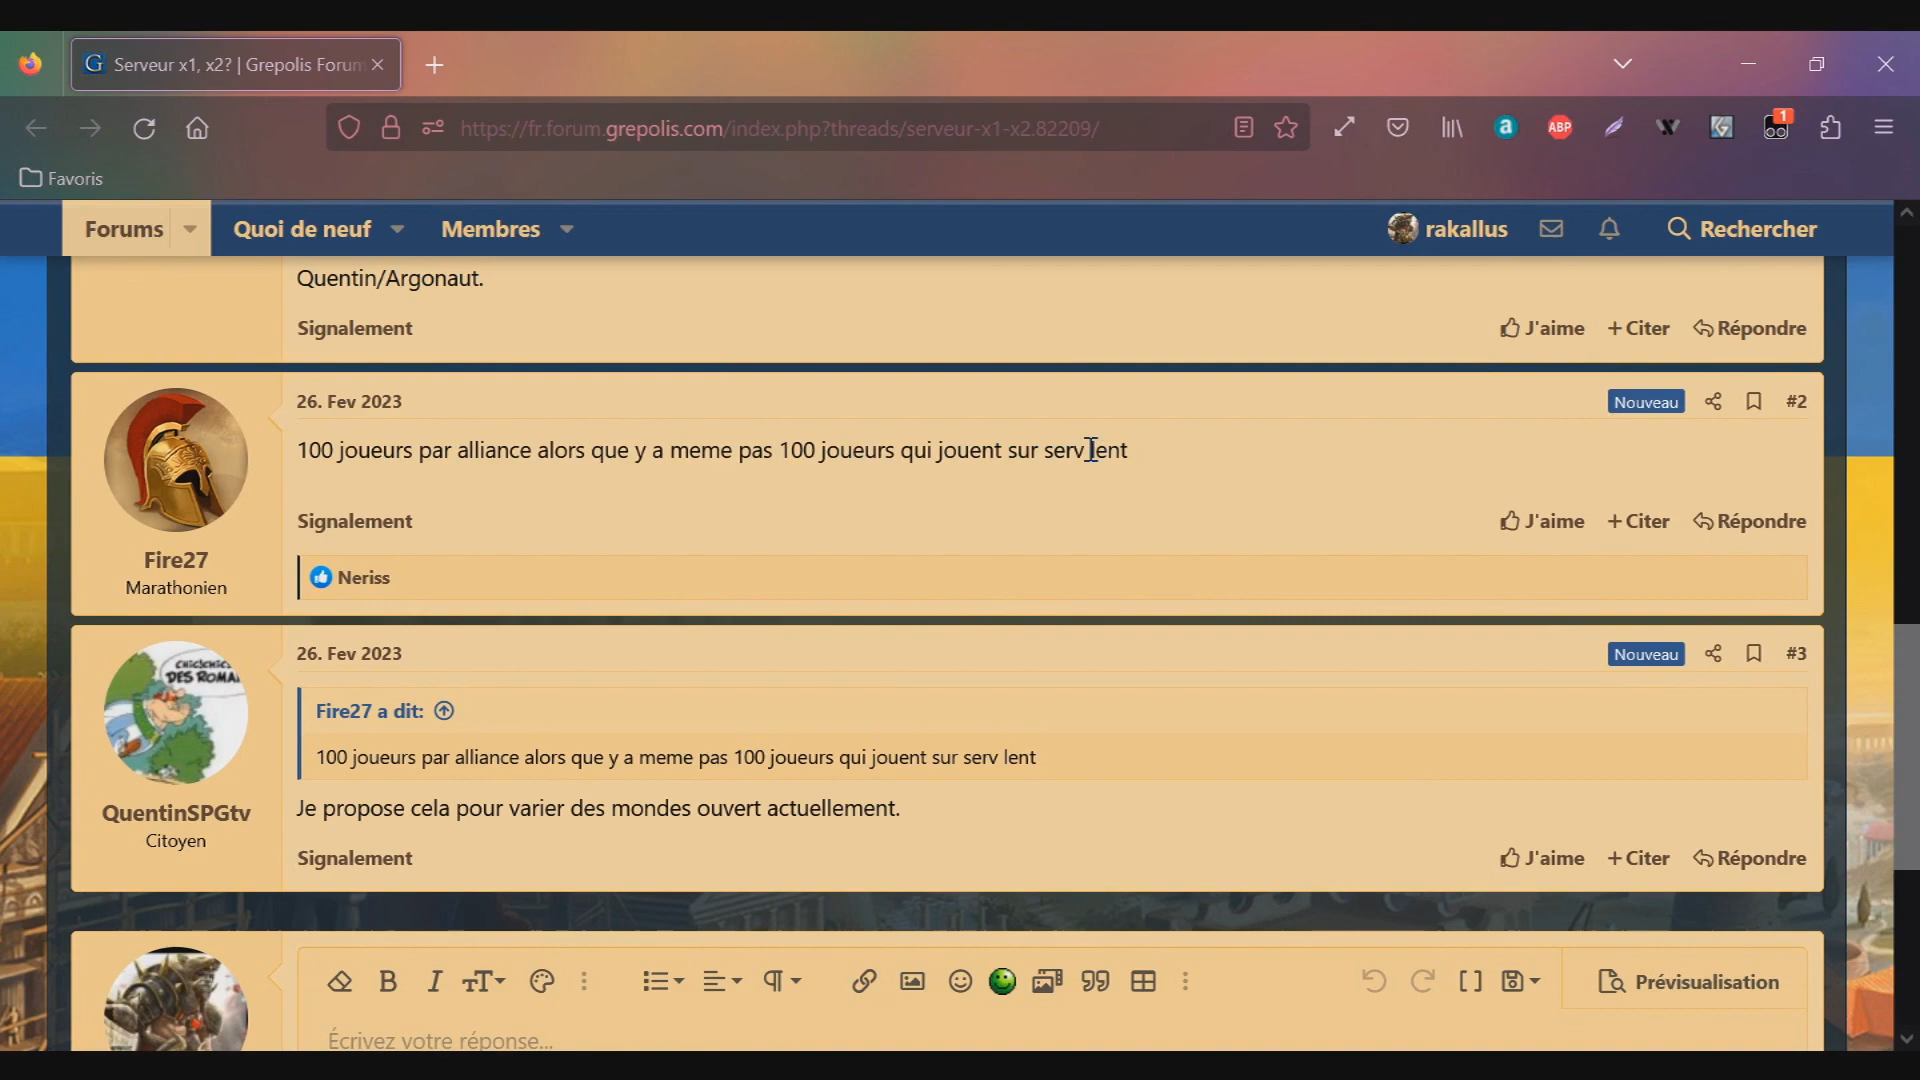 Serveur x1, x2? | Grepolis Forum
https://fr.forum.grepolis.com/index.php?threads/serveur-x1-x2.82209/
ABP
1
Favoris
Forums
Quoi de neuf
Membres
rakallus
Rechercher
Quentin/Argonaut.
Signalement
J'aime
+Citer
Répondre
26. Fev 2023
Nouveau
#2
100 joueurs par alliance alors que y a meme pas 100 joueurs qui jouent sur serv lent
Signalement
J'aime
+Citer
Répondre
Fire27
Marathonien
Neriss
26. Fev 2023
Nouveau
#3
DES ROMA
Fire27 a dit:
100 joueurs par alliance alors que y a meme pas 100 joueurs qui jouent sur serv lent
Je propose cela pour varier des mondes ouvert actuellement.
QuentinSPGtv
Citoyen
Signalement
J'aime
+Citer
Répondre
Prévisualisation
Écrivez votre réponse...